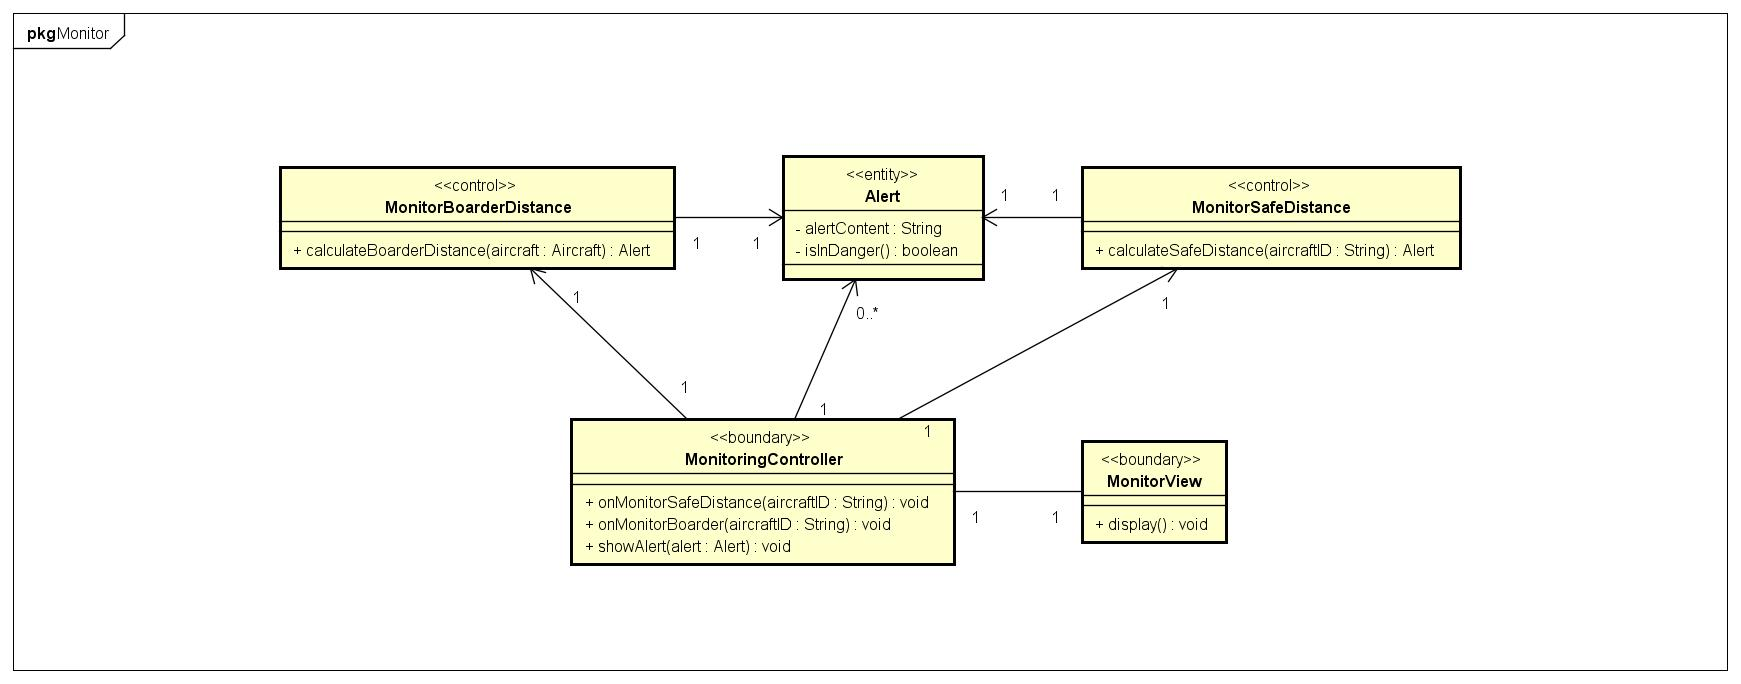 pkgMonitor
<<control>>
MonitorBoarderDistance
+ calculateBoarderDistance(aircraft : Aircraft) : Alert
<<entity>>
Alert
- alertContent : String
- isInDanger() : boolean
<<control>>
MonitorSafeDistance
+ calculateSafeDistance(aircraftID : String) : Alert
1
1
1
1
1
0..*
1
1
1
1
<<boundary>>
MonitoringController
+ onMonitorSafeDistance(aircraftID : String) : void
+ onMonitorBoarder(aircraftID : String) : void
+ showAlert(alert : Alert) : void
1
1
<<boundary>>
MonitorView
+ display() : void